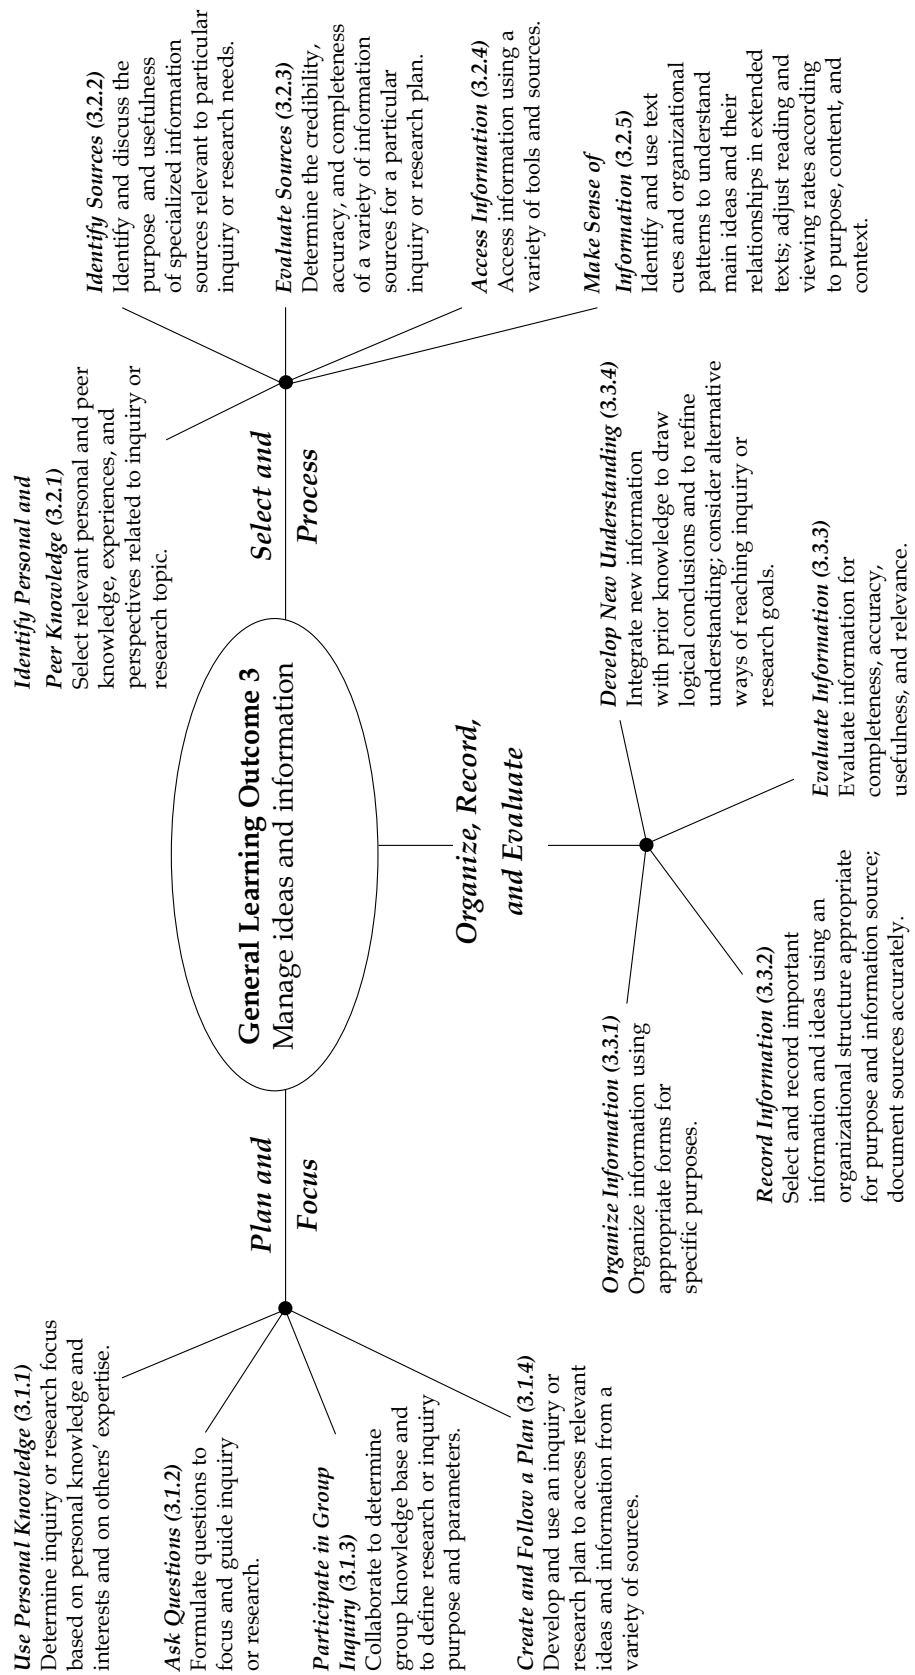 General Learning Outcome 3
Manage ideas and information
Plan and
Focus
Use Personal Knowledge (3.1.1)
Determine inquiry or research focus
based on personal knowledge and
interests and on others’ expertise.
Ask Questions (3.1.2)
Formulate questions to
focus and guide inquiry
or research.
Participate in Group
Inquiry (3.1.3)
Collaborate to determine
group knowledge base and
to define research or inquiry
purpose and parameters.
Create and Follow a Plan (3.1.4)
Develop and use an inquiry or
research plan to access relevant
ideas and information from a
variety of sources.
Select and
Process
Identify Personal and
Peer Knowledge (3.2.1)
Select relevant personal and peer
knowledge, experiences, and
perspectives related to inquiry or
research topic.
Identify Sources (3.2.2)
Identify and discuss the
purpose and usefulness
of specialized information
sources relevant to particular
inquiry or research needs.
Evaluate Sources (3.2.3)
Determine the credibility,
accuracy, and completeness
of a variety of information
sources for a particular
inquiry or research plan.
Access Information (3.2.4)
Access information using a
variety of tools and sources.
Make Sense of
Information (3.2.5)
Identify and use text
cues and organizational
patterns to understand
main ideas and their
relationships in extended
texts; adjust reading and
viewing rates according
to purpose, content, and
context.
Organize, Record,
and Evaluate
Organize Information (3.3.1)
Organize information using
appropriate forms for
specific purposes.
Record Information (3.3.2)
Select and record important
information and ideas using an
organizational structure appropriate
for purpose and information source;
document sources accurately.
Evaluate Information (3.3.3)
Evaluate information for
completeness, accuracy,
usefulness, and relevance.
Develop New Understanding (3.3.4)
Integrate new information
with prior knowledge to draw
logical conclusions and to refine
understanding; consider alternative
ways of reaching inquiry or
research goals.